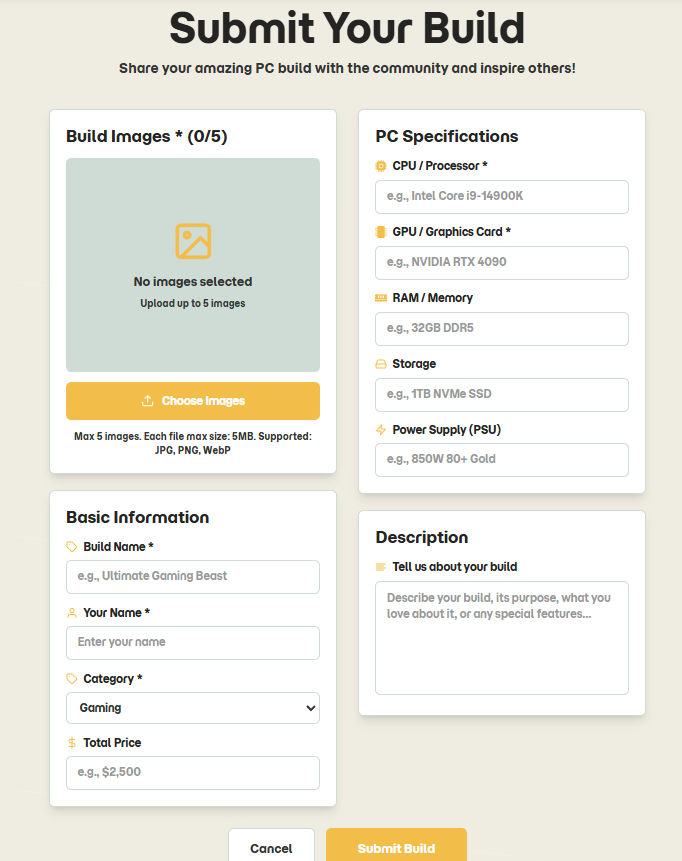 Submit Your Build
Share your amazing PC build with the community and inspire others!
Build Images * (0/5)
No images selected
Upload up to 5 images
Choose Images
Max 5 images. Each file max size: 5MB. Supported:
JPG, PNG, WebP
Basic Information
Build Name *
e.g., Ultimate Gaming Beast
Your Name *
Enter your name
Category *
Gaming
Total Price
e.g., $2,500
PC Specifications
CPU / Processor *
e.g., Intel Core i9-14900K
GPU / Graphics Card *
e.g., NVIDIA RTX 4090
RAM / Memory
e.g., 32GB DDR5
Storage
e.g., 1TB NVMe SSD
Power Supply (PSU)
e.g., 850W 80+ Gold
Description
Tell us about your build
Describe your build, its purpose, what you
love about it, or any special features...
Cancel
Submit Build